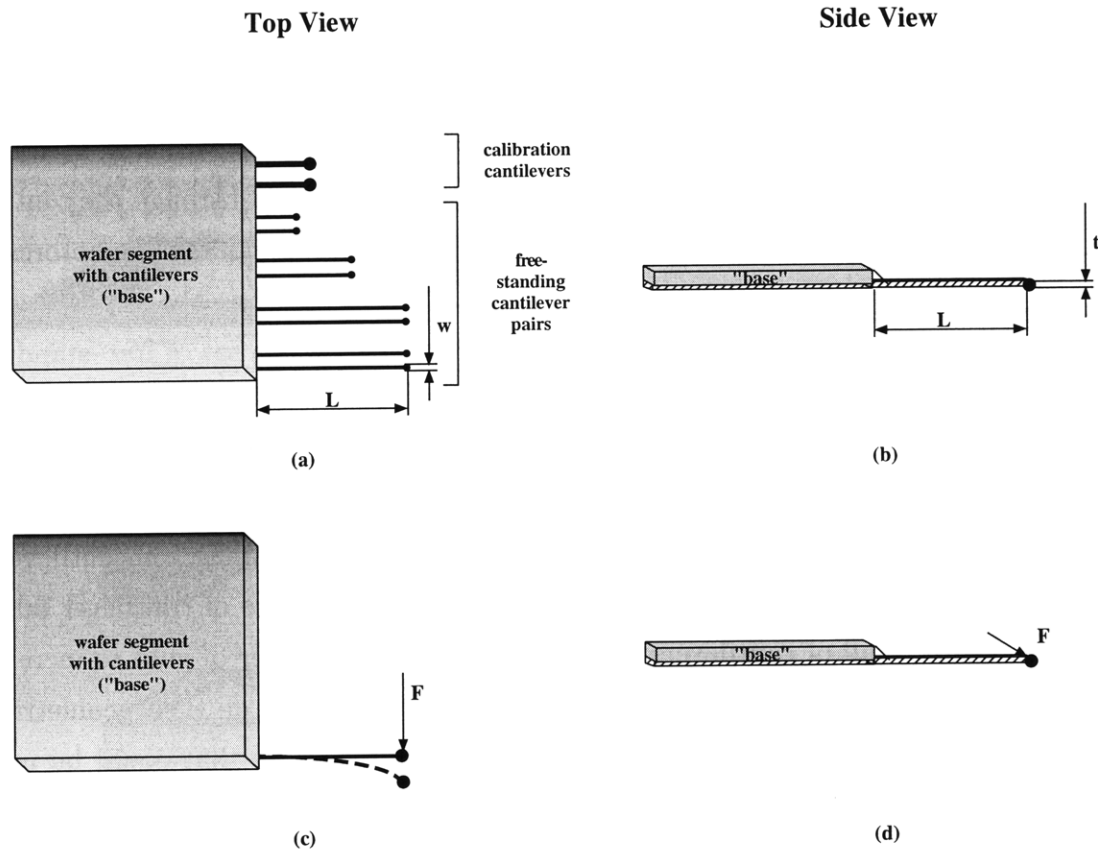 Top View
Side View
calibration
cantilevers
wafer segment
with cantilevers
("base")
free-
standing
cantilever
pairs
w
L
(a)
"base"
t
L
(b)
wafer segment
with cantilevers
("base")
F
(c)
"base"
F
(d)